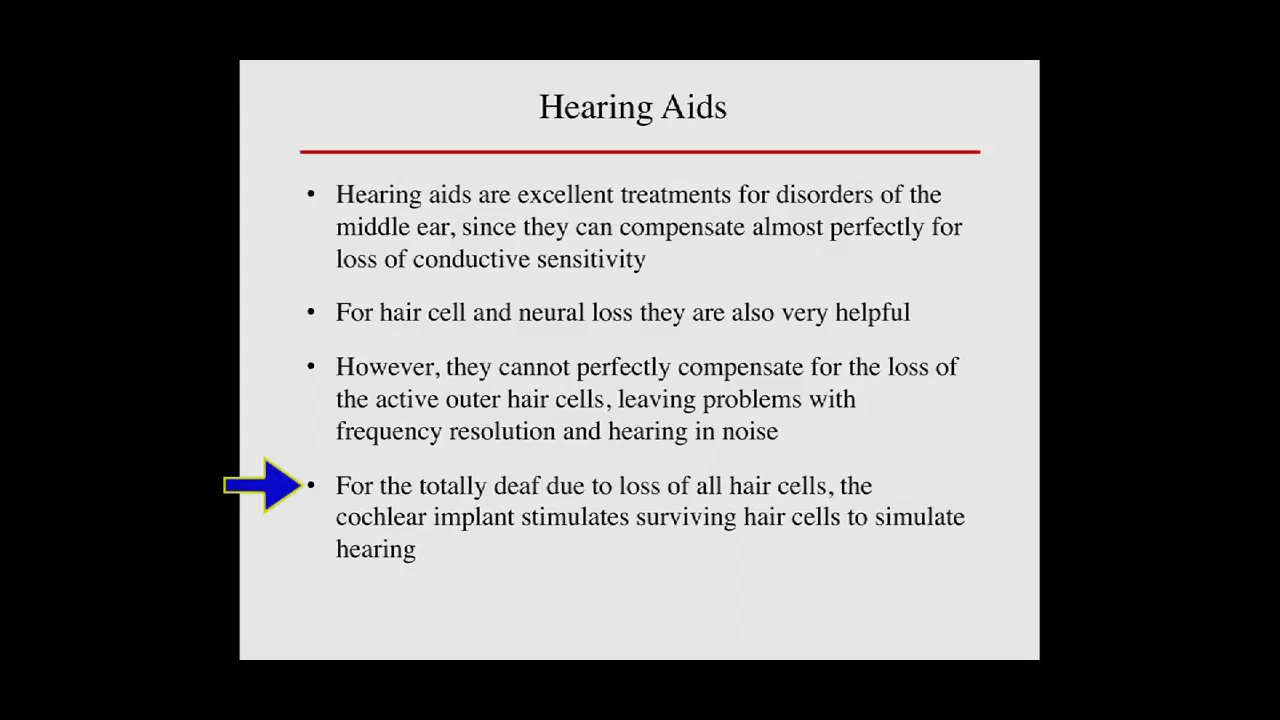 Hearing Aids
• Hearing aids are excellent treatments for disorders of the
middle ear, since they can compensate almost perfectly for
loss of conductive sensitivity
• For hair cell and neural loss they are also very helpful
• However, they cannot perfectly compensate for the loss of
the active outer hair cells, leaving problems with
frequency resolution and hearing in noise
• For the totally deaf due to loss of all hair cells, the
cochlear implant stimulates surviving hair cells to simulate
hearing